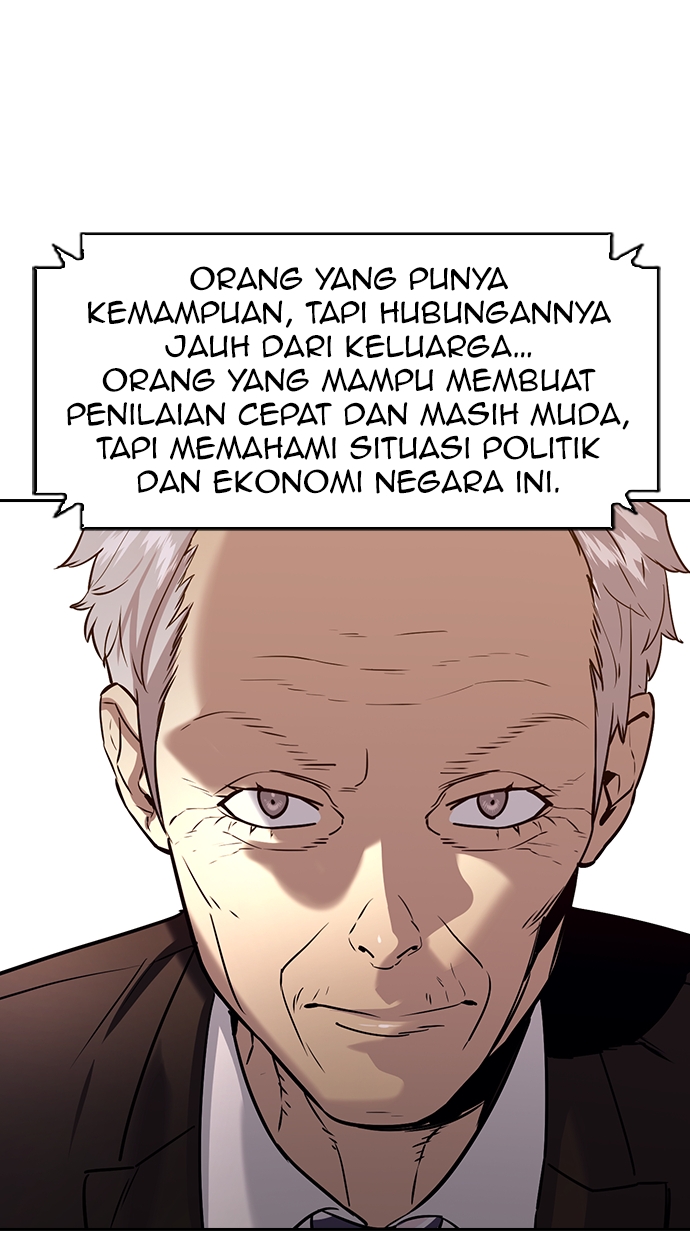 ORANG YANG PUNYA
KEMAMPUAN, TAPI HUBUNGANNYA
JAUH DARI KELUARGA...
ORANG YANG MAMPU MEMBUAT
PENILAIAN CEPAT DAN MASIH MUDA,
TAPI MEMAHAMI SITUASI POLITIK
DAN EKONOMI NEGARA INI.